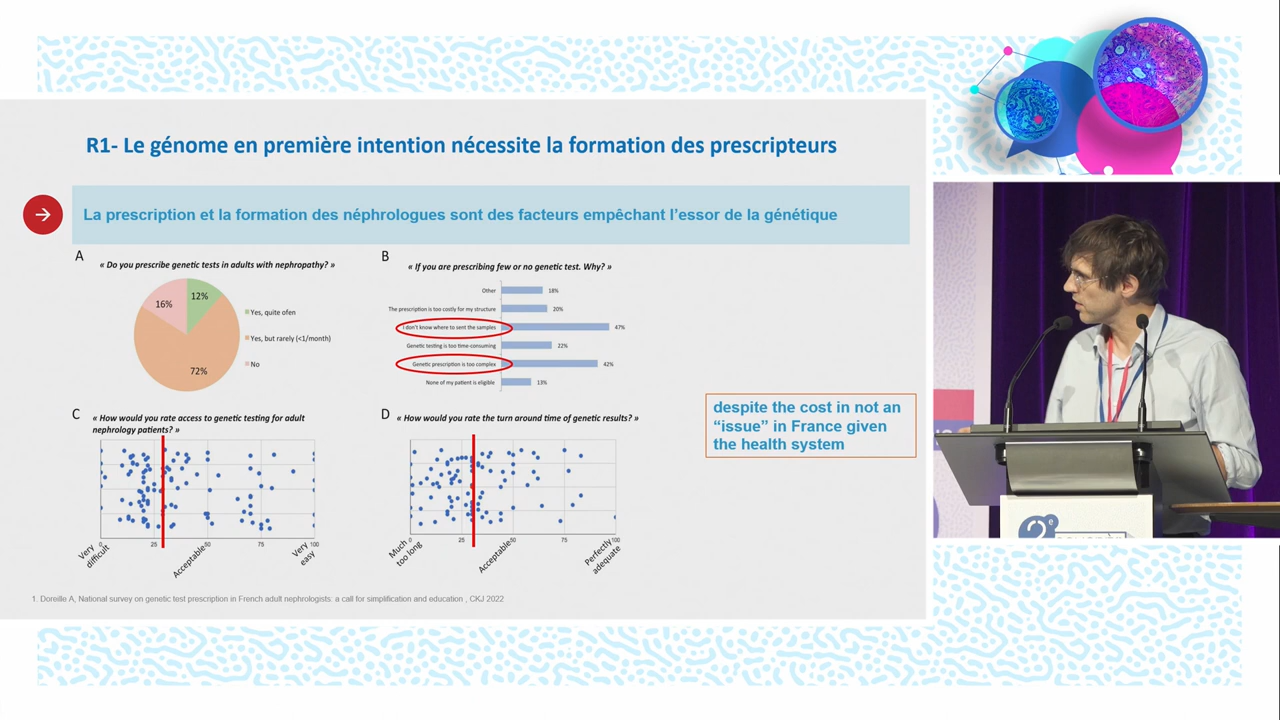 R1- Le génome en première intention nécessite la formation des prescripteurs
La prescription et la formation des néphrologues sont des facteurs empêchant l'essor de la génétique
A
« Do you prescribe genetic tests in adults with nephropathy? »
16%
12%
72%
Yes, quite ofen
Yes, but rarely (<1/month)
No
B
« If you are prescribing few or no genetic test. Why? »
Other
18%
The prescription is too costly for my structure
20%
I don't know where to sent the samples
47%
Genetic testing is too time-consuming
22%
Genetic prescription is too complex
42%
None of my patient is eligible
13%
C
« How would you rate access to genetic testing for adult
nephrology patients? »
0
25
50
75
100
Very
difficult
Acceptable
Very
easy
D
« How would you rate the turn around time of genetic results? »
0
25
50
75
100
Much
too long
Acceptable
Perfectly
adequate
despite the cost in not an
“issue” in France given
the health system
1. Doreille A, National survey on genetic test prescription in French adult nephrologists: a call for simplification and education , CKJ 2022
2e